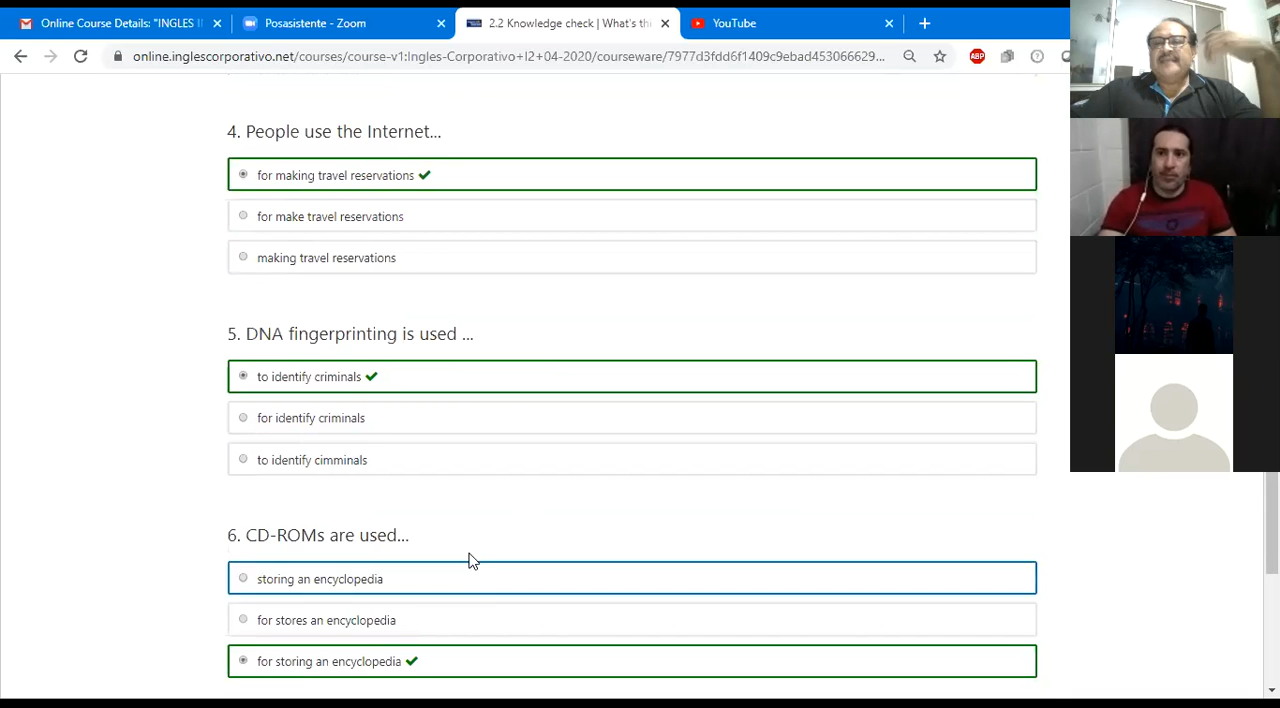 Online Course Details: "INGLES II
Posasistente - Zoom
2.2 Knowledge check | What's thi
YouTube
online.inglescorporativo.net/courses/course-v1:Ingles-Corporativo+I2+04-2020/courseware/7977d3fdd6f1409c9ebad453066629...
ABP
4. People use the Internet...
for making travel reservations
for make travel reservations
making travel reservations
5. DNA fingerprinting is used ...
to identify criminals
for identify criminals
to identify cimminals
6. CD-ROMs are used...
storing an encyclopedia
for stores an encyclopedia
for storing an encyclopedia